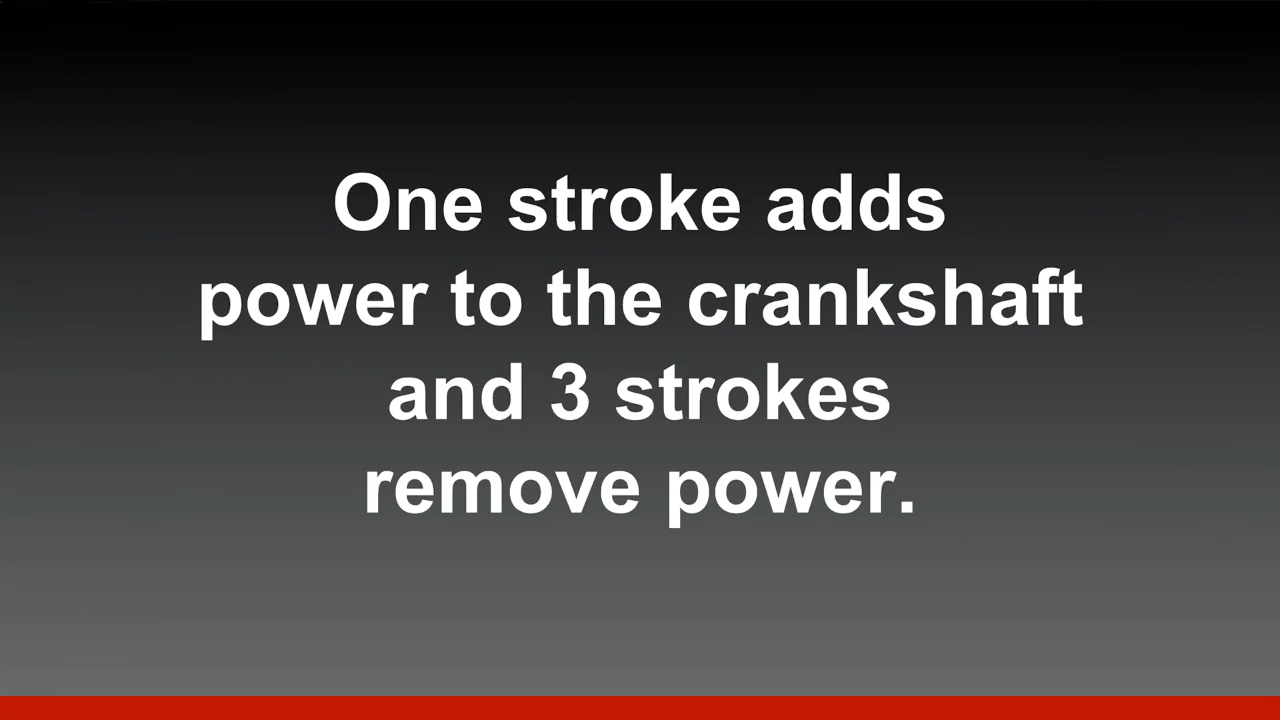 One stroke adds
power to the crankshaft
and 3 strokes
remove power.